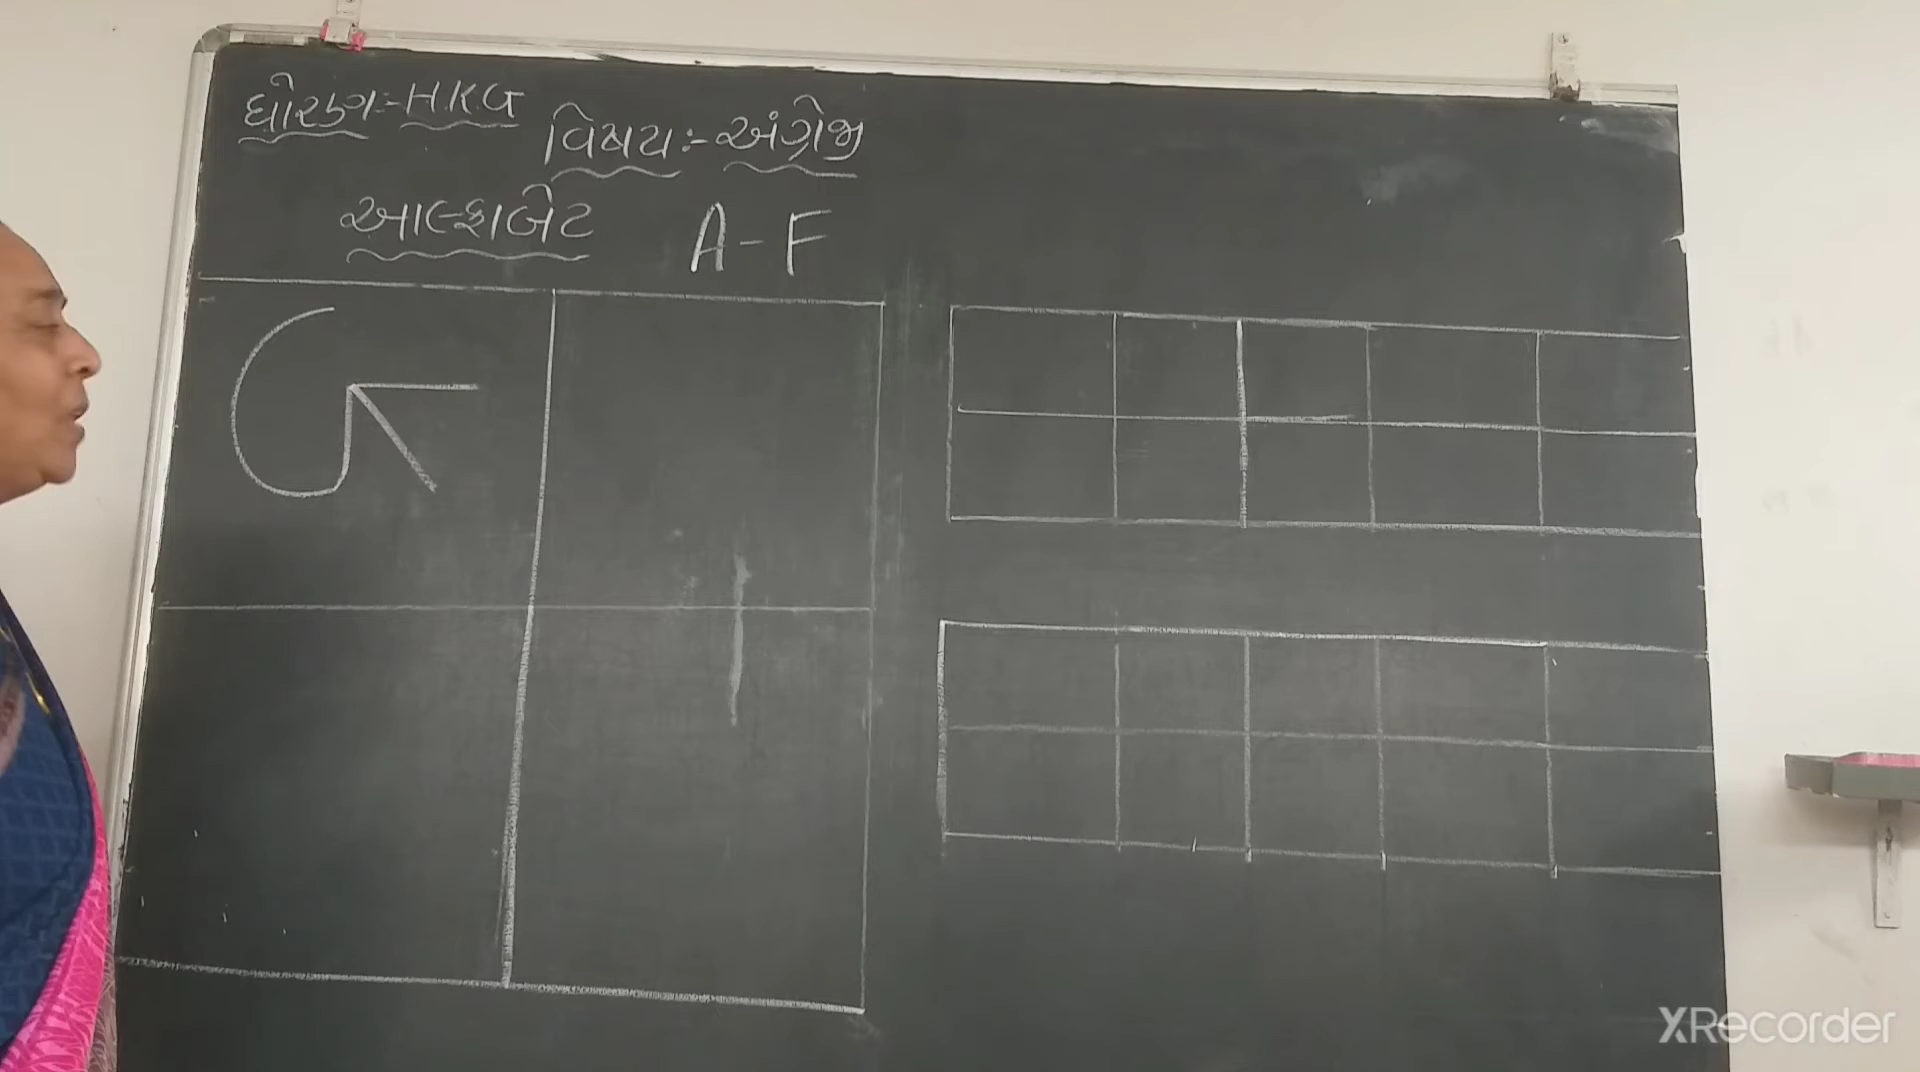 ધોરણ:- H.K.G
વિષય:- અંગ્રેજી
આલ્ફાબેટ A - F
G
XRecorder